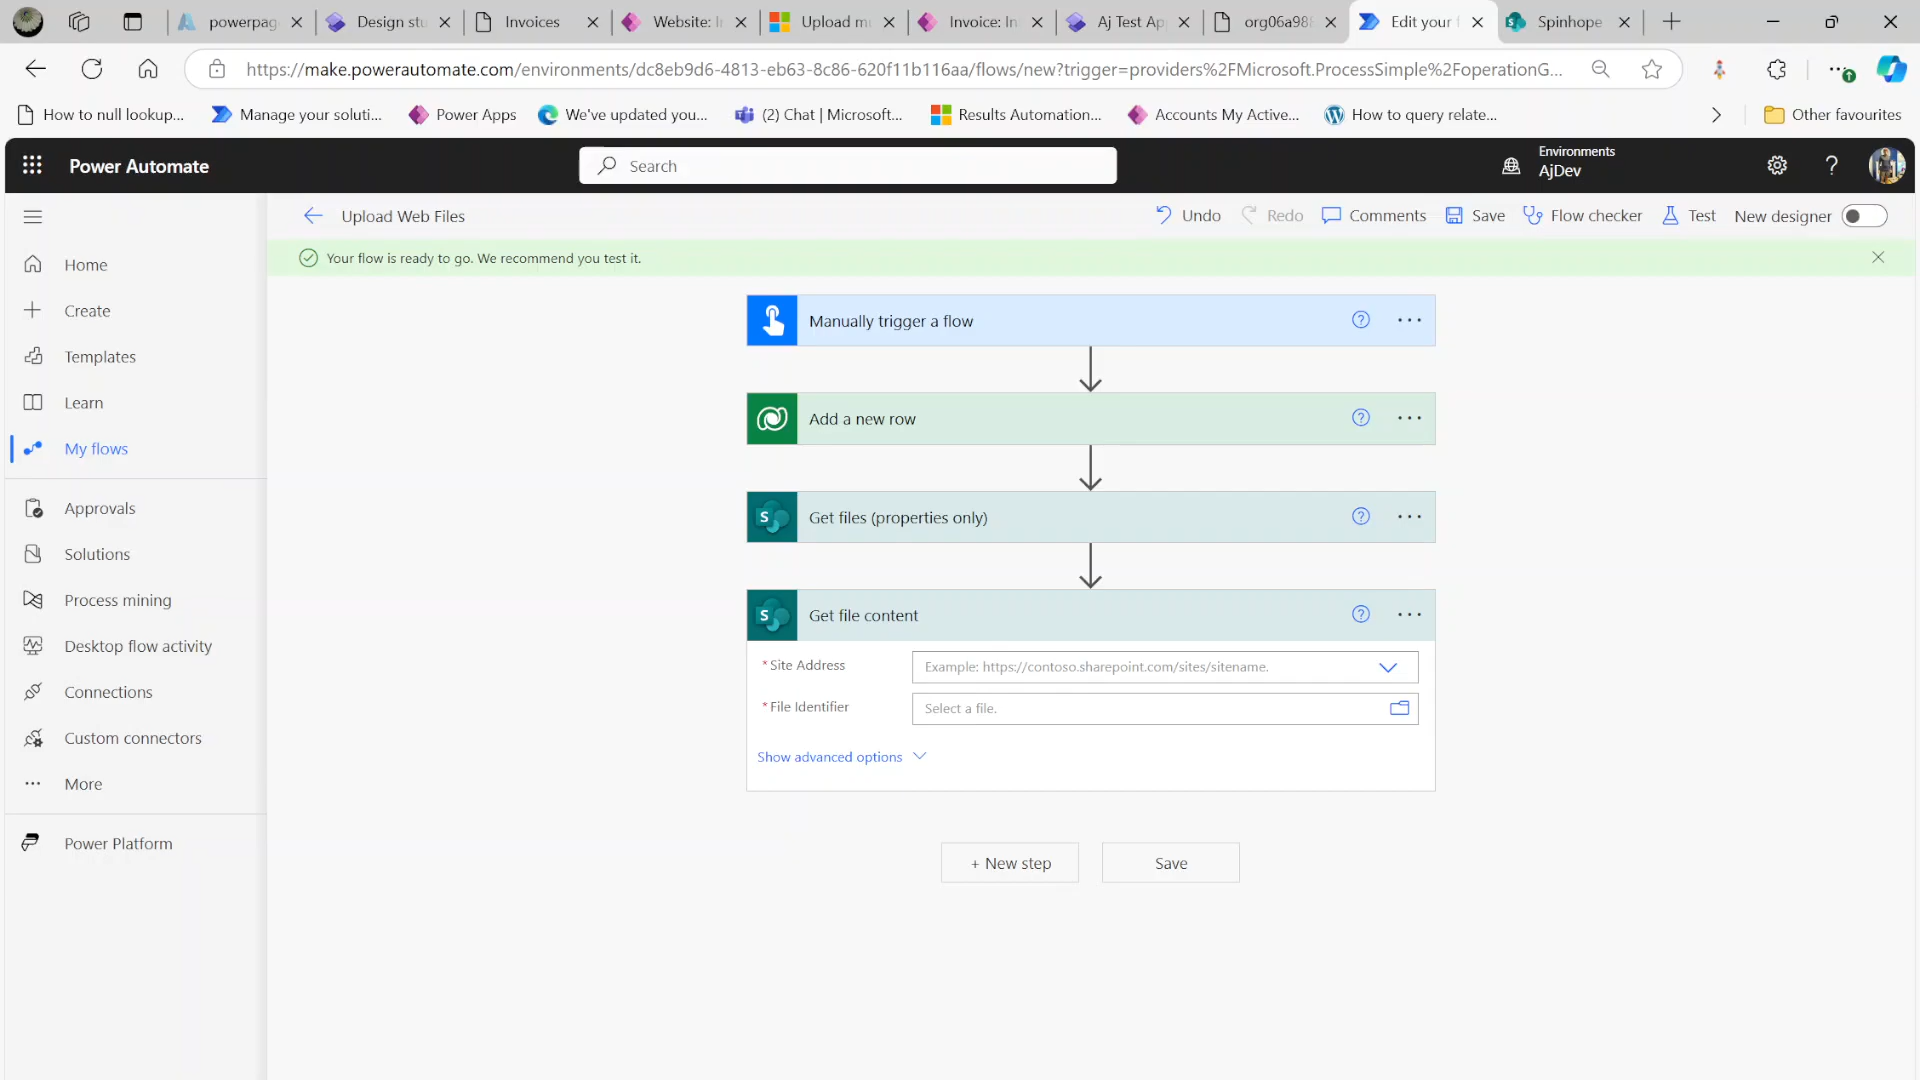 powerpag
Design stu
Invoices
Website: I
Upload mu
Invoice: In
Aj Test Ap
org06a98
Edit your f
Spinhope
https://make.powerautomate.com/environments/dc8eb9d6-4813-eb63-8c86-620f11b116aa/flows/new?trigger=providers%2FMicrosoft.ProcessSimple%2FoperationG...
How to null lookup...
Manage your soluti...
Power Apps
We've updated you...
(2) Chat | Microsoft...
Results Automation...
Accounts My Active...
How to query relate...
Other favourites
Power Automate
Search
Environments
AjDev
Upload Web Files
Undo
Redo
Comments
Save
Flow checker
Test
New designer
Your flow is ready to go. We recommend you test it.
Home
Create
Templates
Learn
My flows
Approvals
Solutions
Process mining
Desktop flow activity
Connections
Custom connectors
More
Power Platform
Manually trigger a flow
Add a new row
Get files (properties only)
Get file content
* Site Address
Example: https://contoso.sharepoint.com/sites/sitename.
* File Identifier
Select a file.
Show advanced options
+ New step
Save